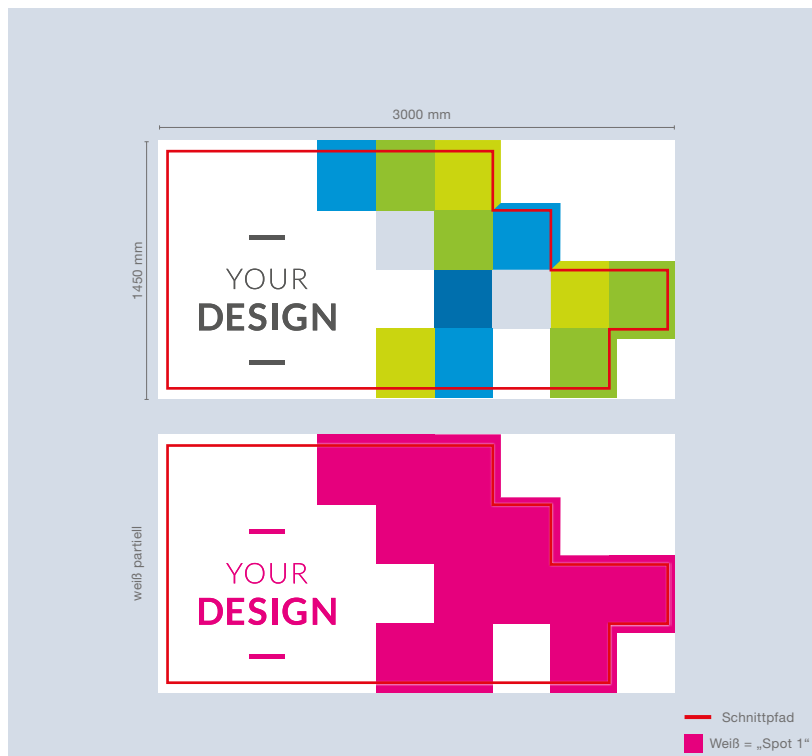 3000 mm
1450 mm
YOUR
DESIGN
weiß partiell
YOUR
DESIGN
Schnittpfad
Weiß = „Spot 1“